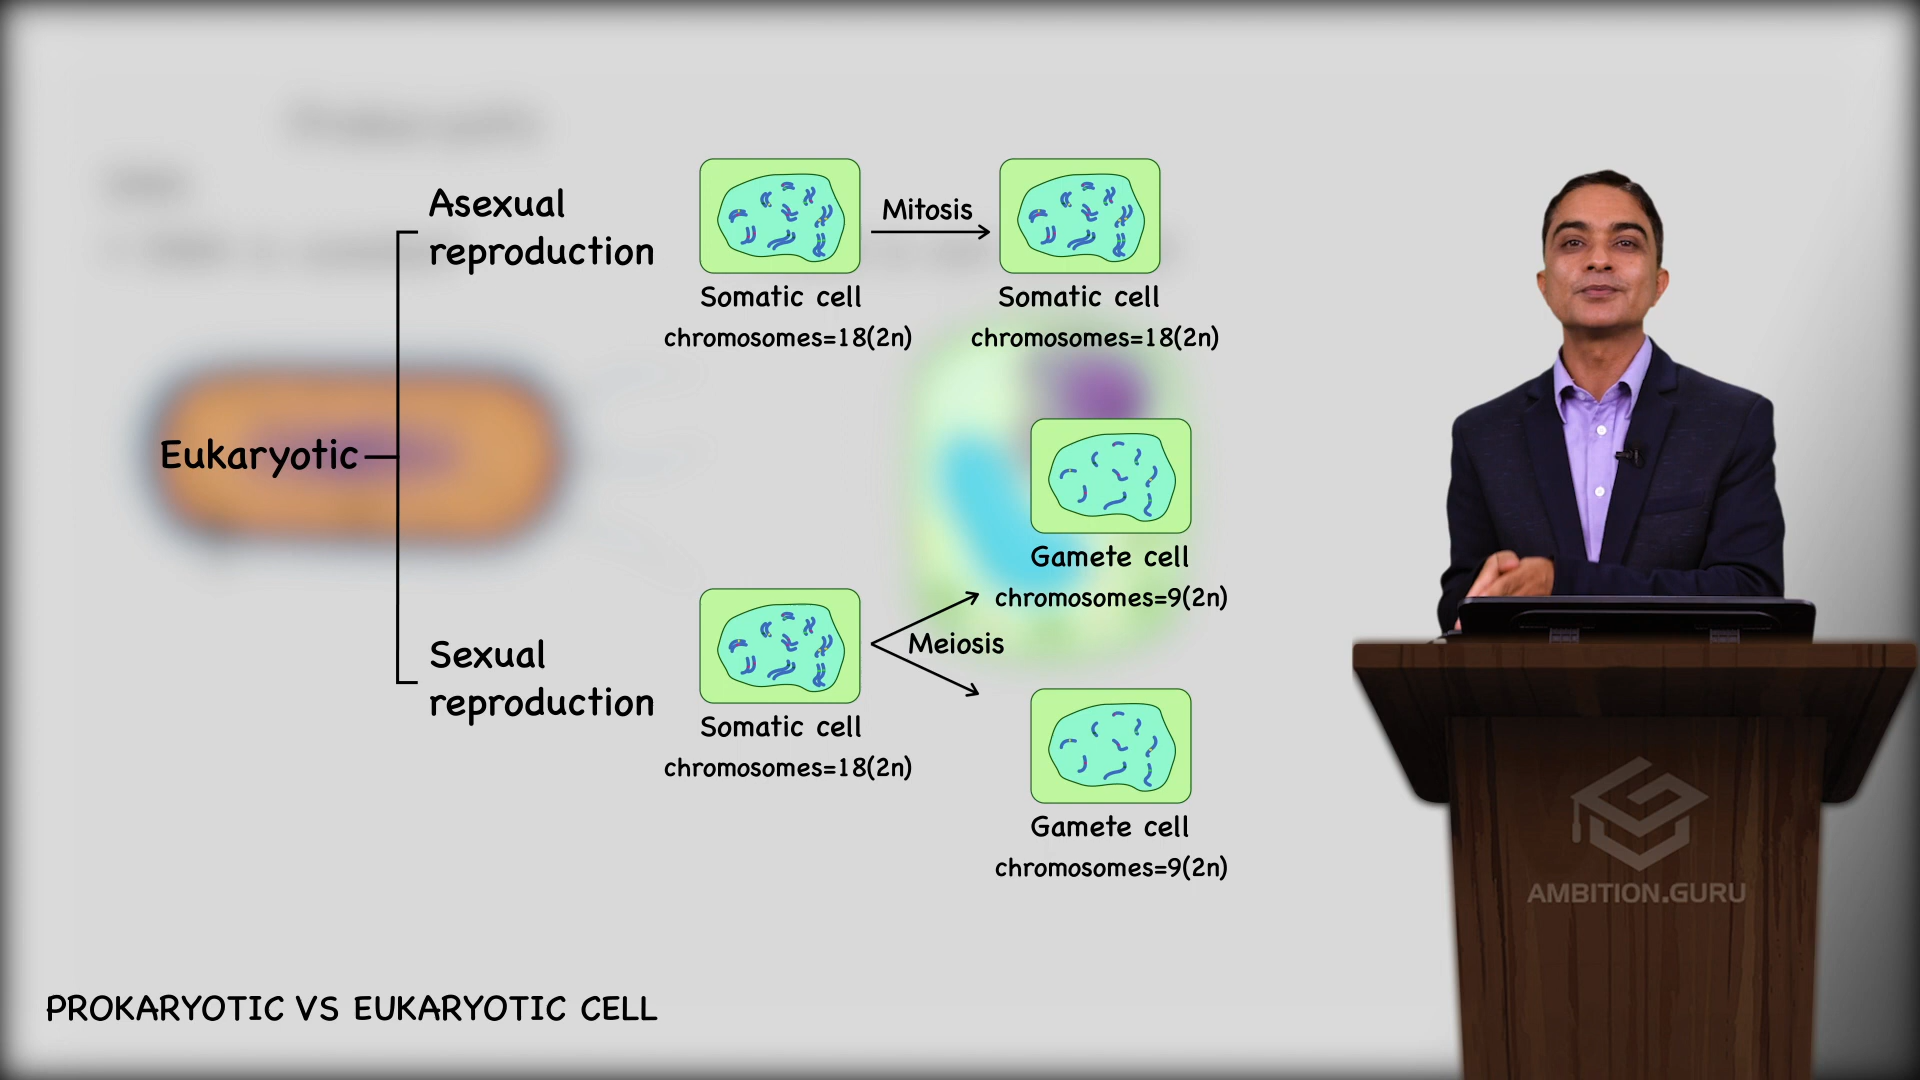 Asexual
reproduction
Mitosis
Somatic cell
chromosomes=18(2n)
Somatic cell
chromosomes=18(2n)
Eukaryotic
Gamete cell
chromosomes=9(2n)
Sexual
reproduction
Meiosis
Somatic cell
chromosomes=18(2n)
Gamete cell
chromosomes=9(2n)
AMBITION.GURU
PROKARYOTIC VS EUKARYOTIC CELL